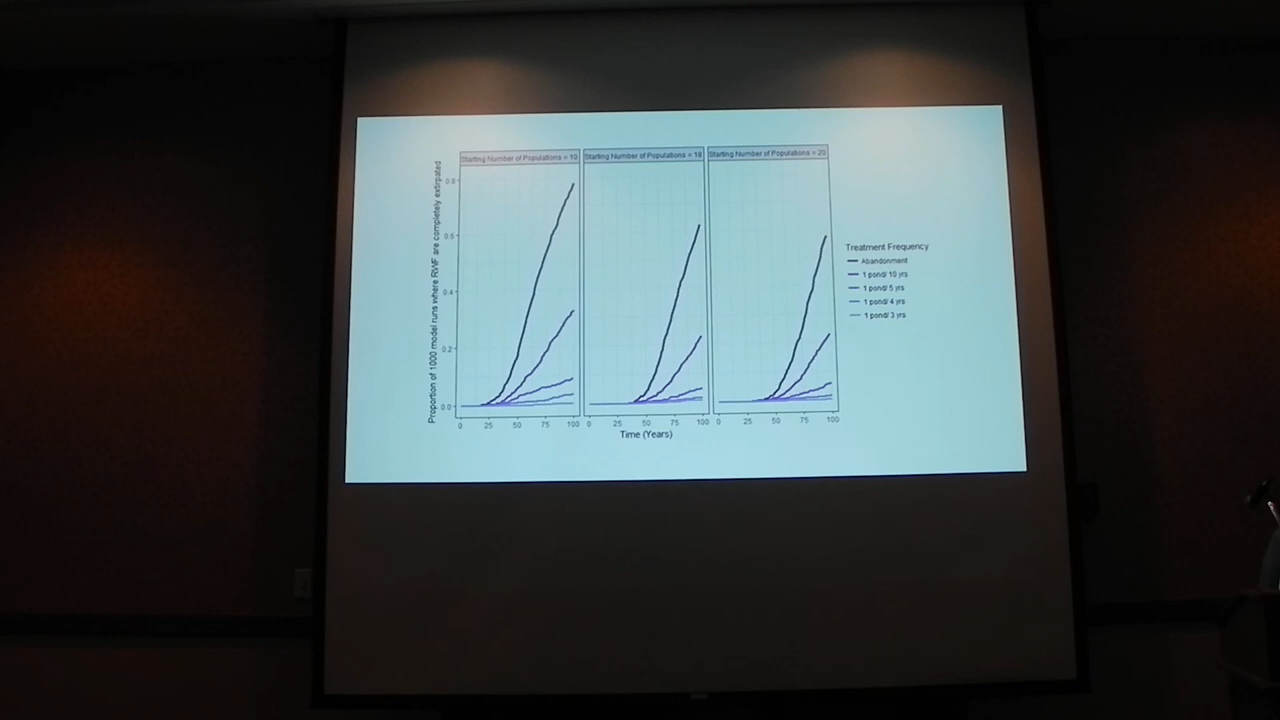 Starting Number of Populations = 10
Starting Number of Populations = 18
Starting Number of Populations = 20
Proportion of 1000 model runs where RWF are completely extirpated
0.8
0.6
0.4
0.2
0.0
0 25 50 75 100
0 25 50 75 100
0 25 50 75 100
Time (Years)
Treatment Frequency
Abandonment
1 pond/ 10 yrs
1 pond/ 5 yrs
1 pond/ 4 yrs
1 pond/ 3 yrs